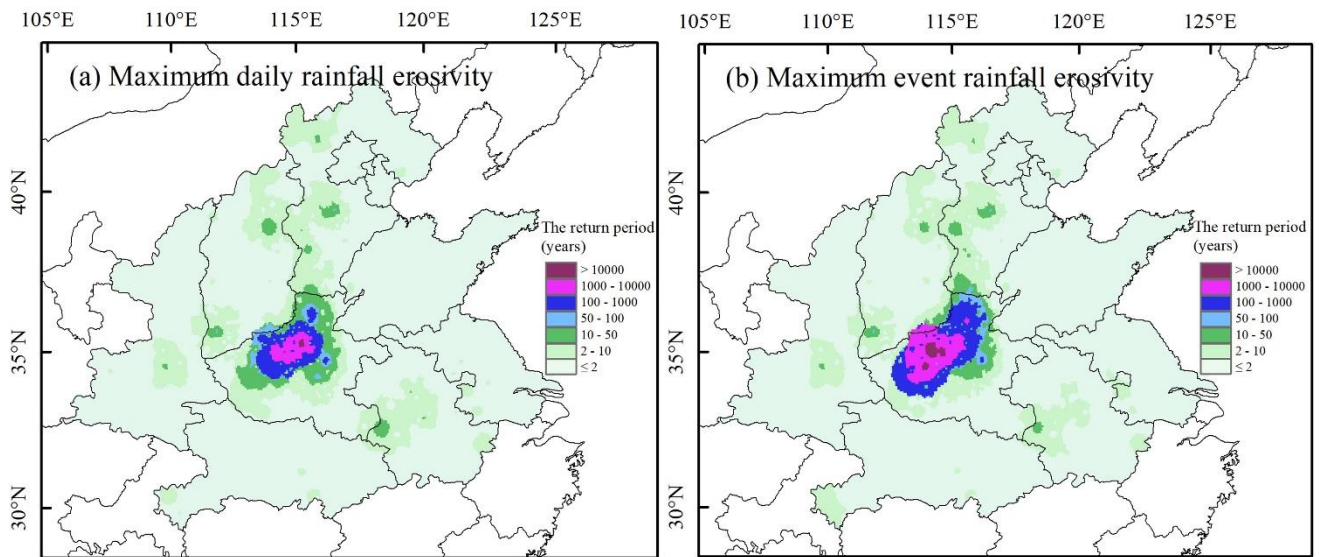 105°E 110°E 115°E 120°E 125°E
(a) Maximum daily rainfall erosivity
40°N
35°N
30°N
The return period
(years)
> 10000
1000 - 10000
100 - 1000
50 - 100
10 - 50
2 - 10
≤ 2
105°E 110°E 115°E 120°E 125°E
(b) Maximum event rainfall erosivity
40°N
35°N
30°N
The return period
(years)
> 10000
1000 - 10000
100 - 1000
50 - 100
10 - 50
2 - 10
≤ 2